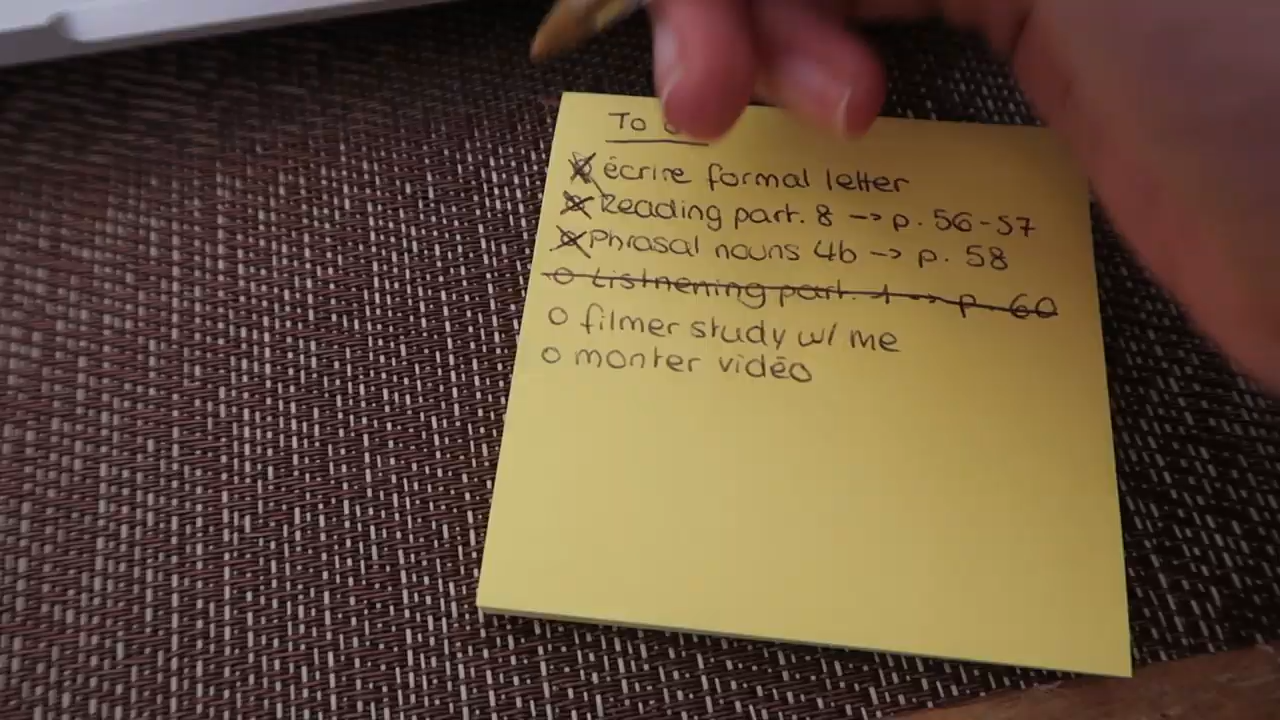 To
écrire formal letter
Reading part. 8 -> p. 56-57
Phrasal nouns 4b -> p. 58
o Listnening part. 1 -> p. 60
o filmer study w/ me
o monter vidéo